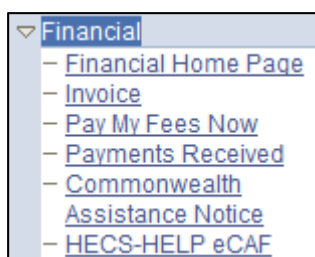 Financial
– Financial Home Page
– Invoice
– Pay My Fees Now
– Payments Received
– Commonwealth
Assistance Notice
– HECS-HELP eCAF